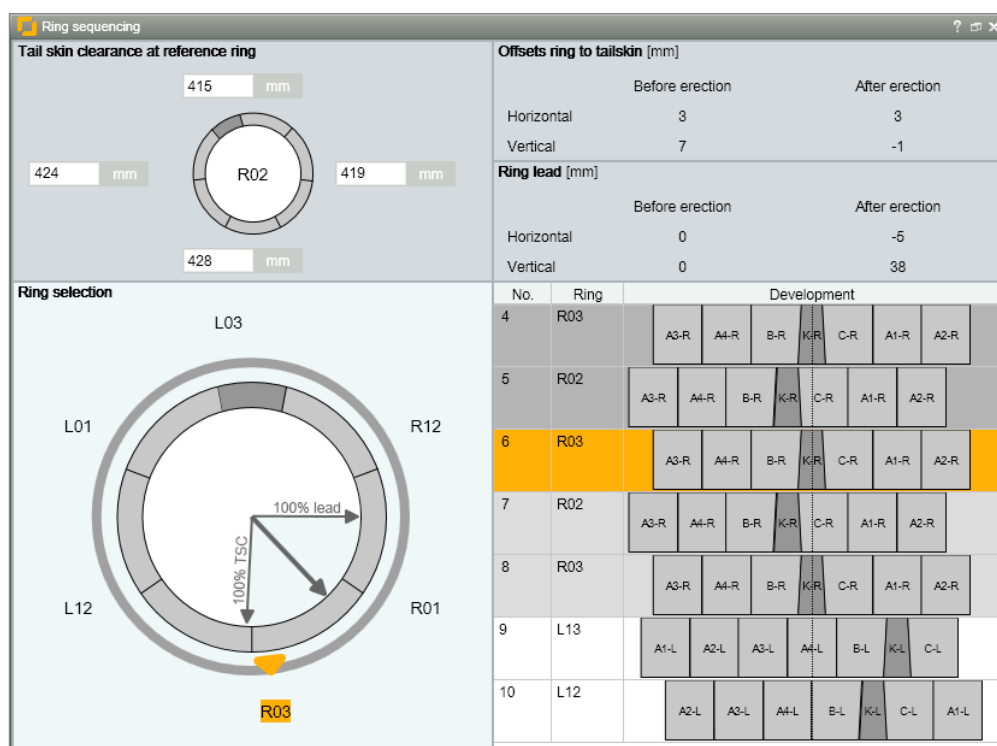 Ring sequencing ?
Tail skin clearance at reference ring
415 mm
424 mm
R02
419 mm
428 mm
Offsets ring to tailskin [mm]
Before erection After erection
Horizontal 3 3
Vertical 7 -1
Ring lead [mm]
Before erection After erection
Horizontal 0 -5
Vertical 0 38
Ring selection
L03
L01
R12
100% lead
100% TSC
L12
R01
R03
No. Ring Development
4 R03 A3-R A4-R B-R K-R C-R A1-R A2-R
5 R02 A3-R A4-R B-R K-R C-R A1-R A2-R
6 R03 A3-R A4-R B-R K-R C-R A1-R A2-R
7 R02 A3-R A4-R B-R K-R C-R A1-R A2-R
8 R03 A3-R A4-R B-R K-R C-R A1-R A2-R
9 L13 A1-L A2-L A3-L A4-L B-L K-L C-L
10 L12 A2-L A3-L A4-L B-L K-L C-L A1-L